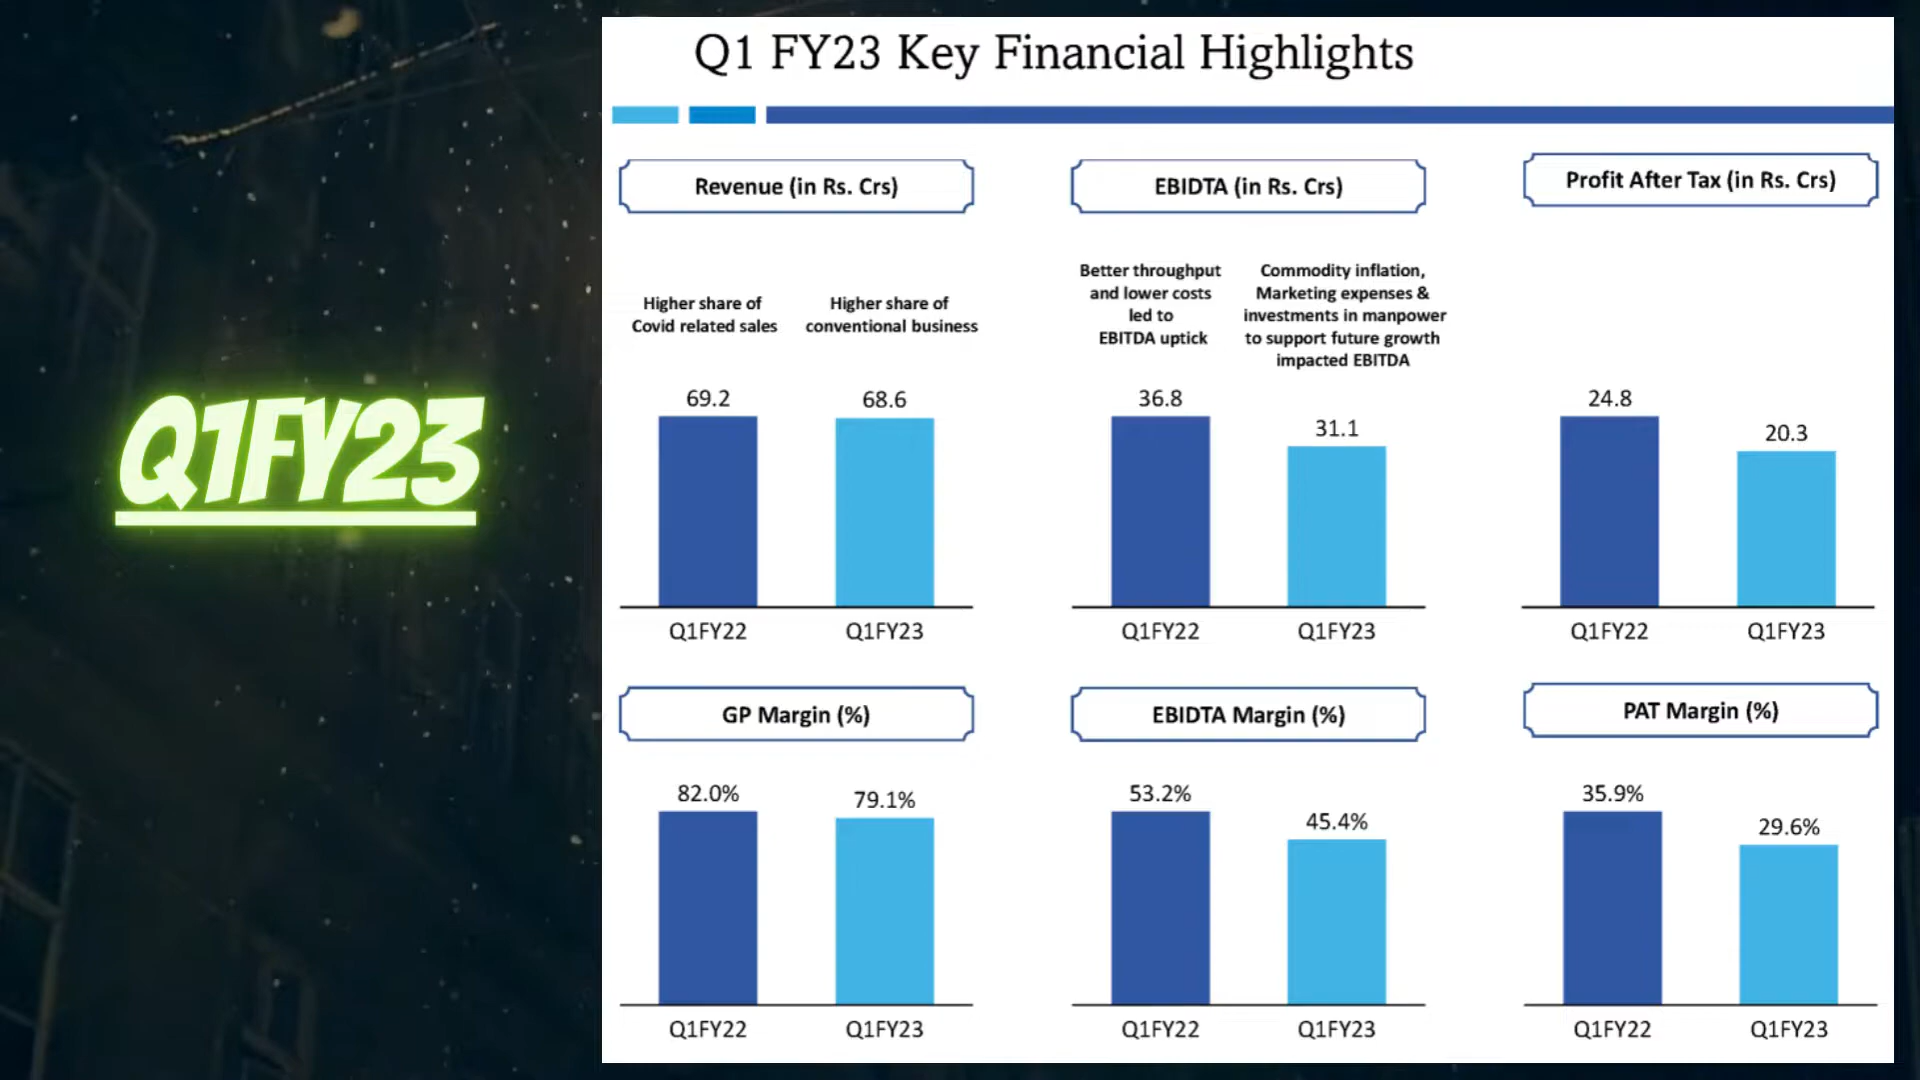 Q1FY23
Q1 FY23 Key Financial Highlights
Revenue (in Rs. Crs)
Higher share of
Covid related sales
Higher share of
conventional business
69.2
68.6
Q1FY22
Q1FY23
EBIDTA (in Rs. Crs)
Better throughput
and lower costs
led to
EBITDA uptick
Commodity inflation,
Marketing expenses &
investments in manpower
to support future growth
impacted EBITDA
36.8
31.1
Q1FY22
Q1FY23
Profit After Tax (in Rs. Crs)
24.8
20.3
Q1FY22
Q1FY23
GP Margin (%)
82.0%
79.1%
Q1FY22
Q1FY23
EBIDTA Margin (%)
53.2%
45.4%
Q1FY22
Q1FY23
PAT Margin (%)
35.9%
29.6%
Q1FY22
Q1FY23